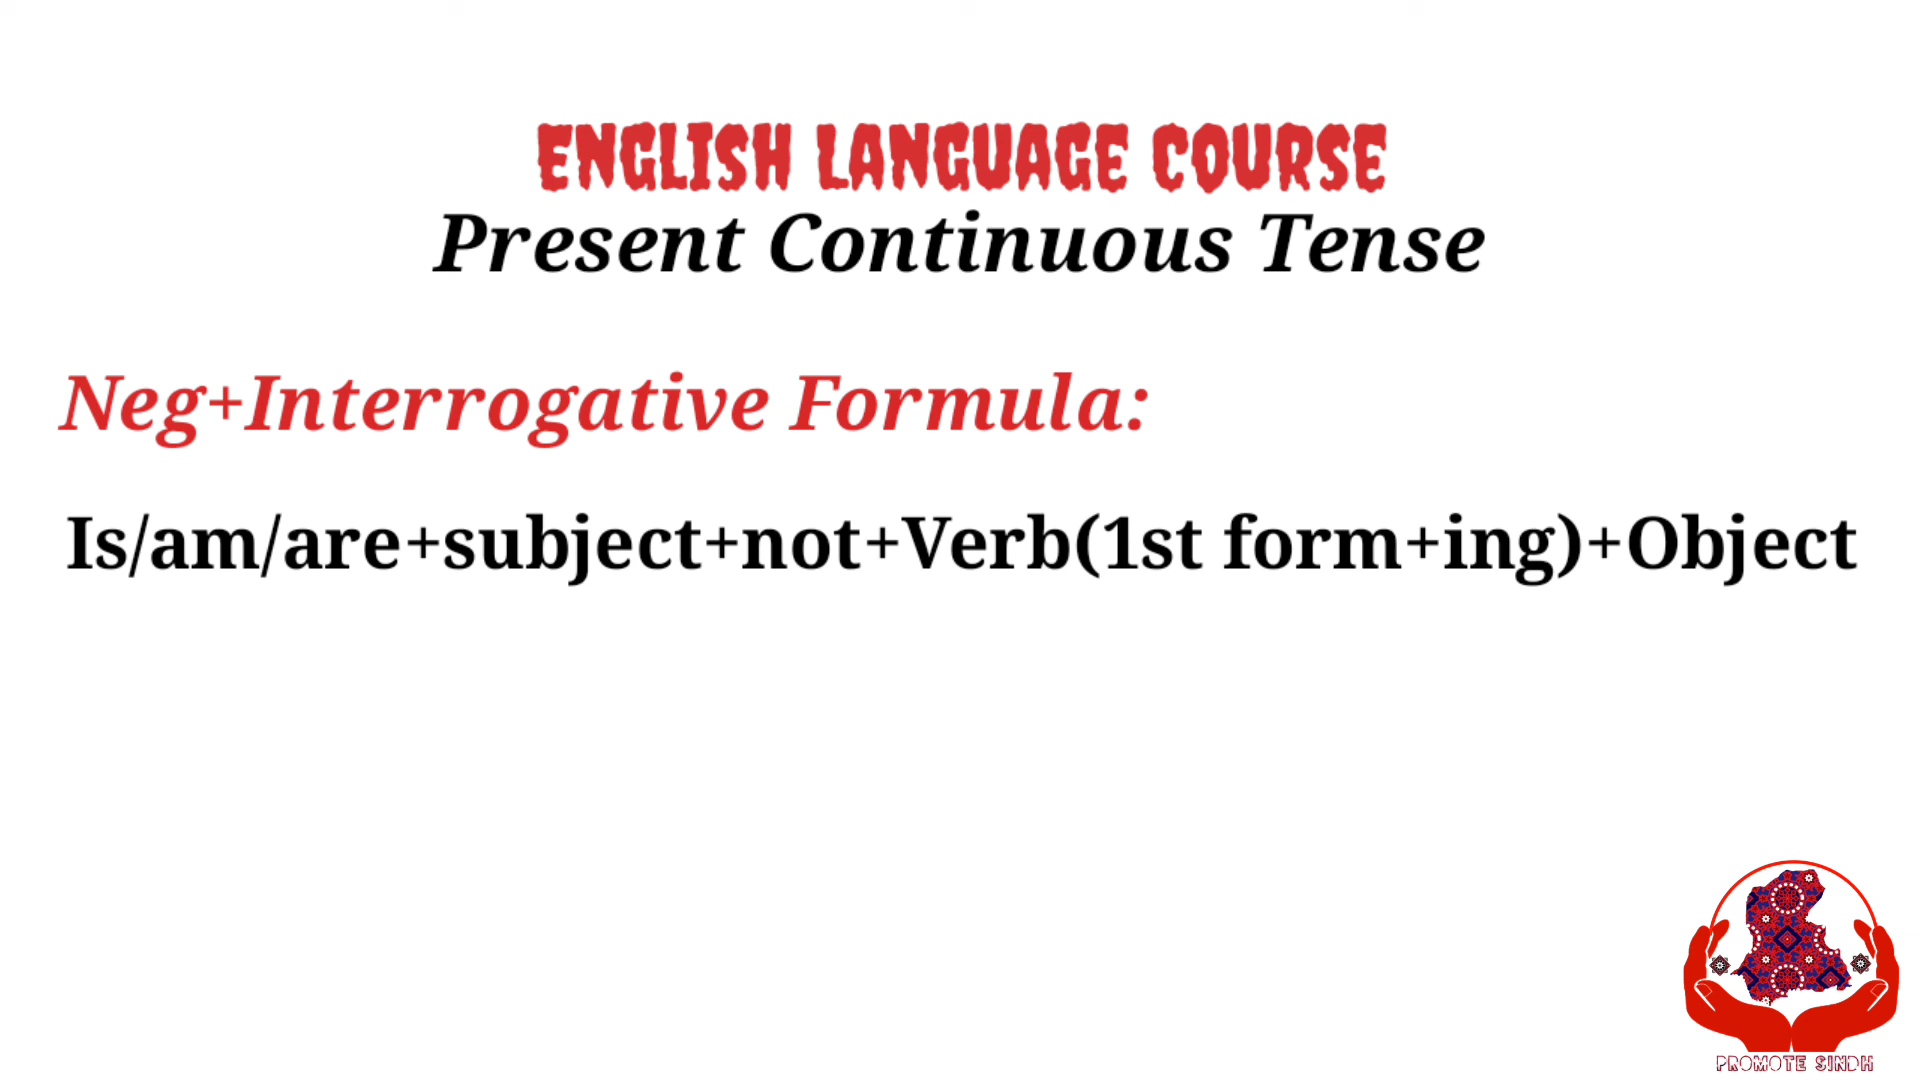 ENGLISH LANGUAGE COURSE
Present Continuous Tense
Neg+Interrogative Formula:
Is/am/are+subject+not+Verb(1st form+ing)+Object
PROMOTE SINDH